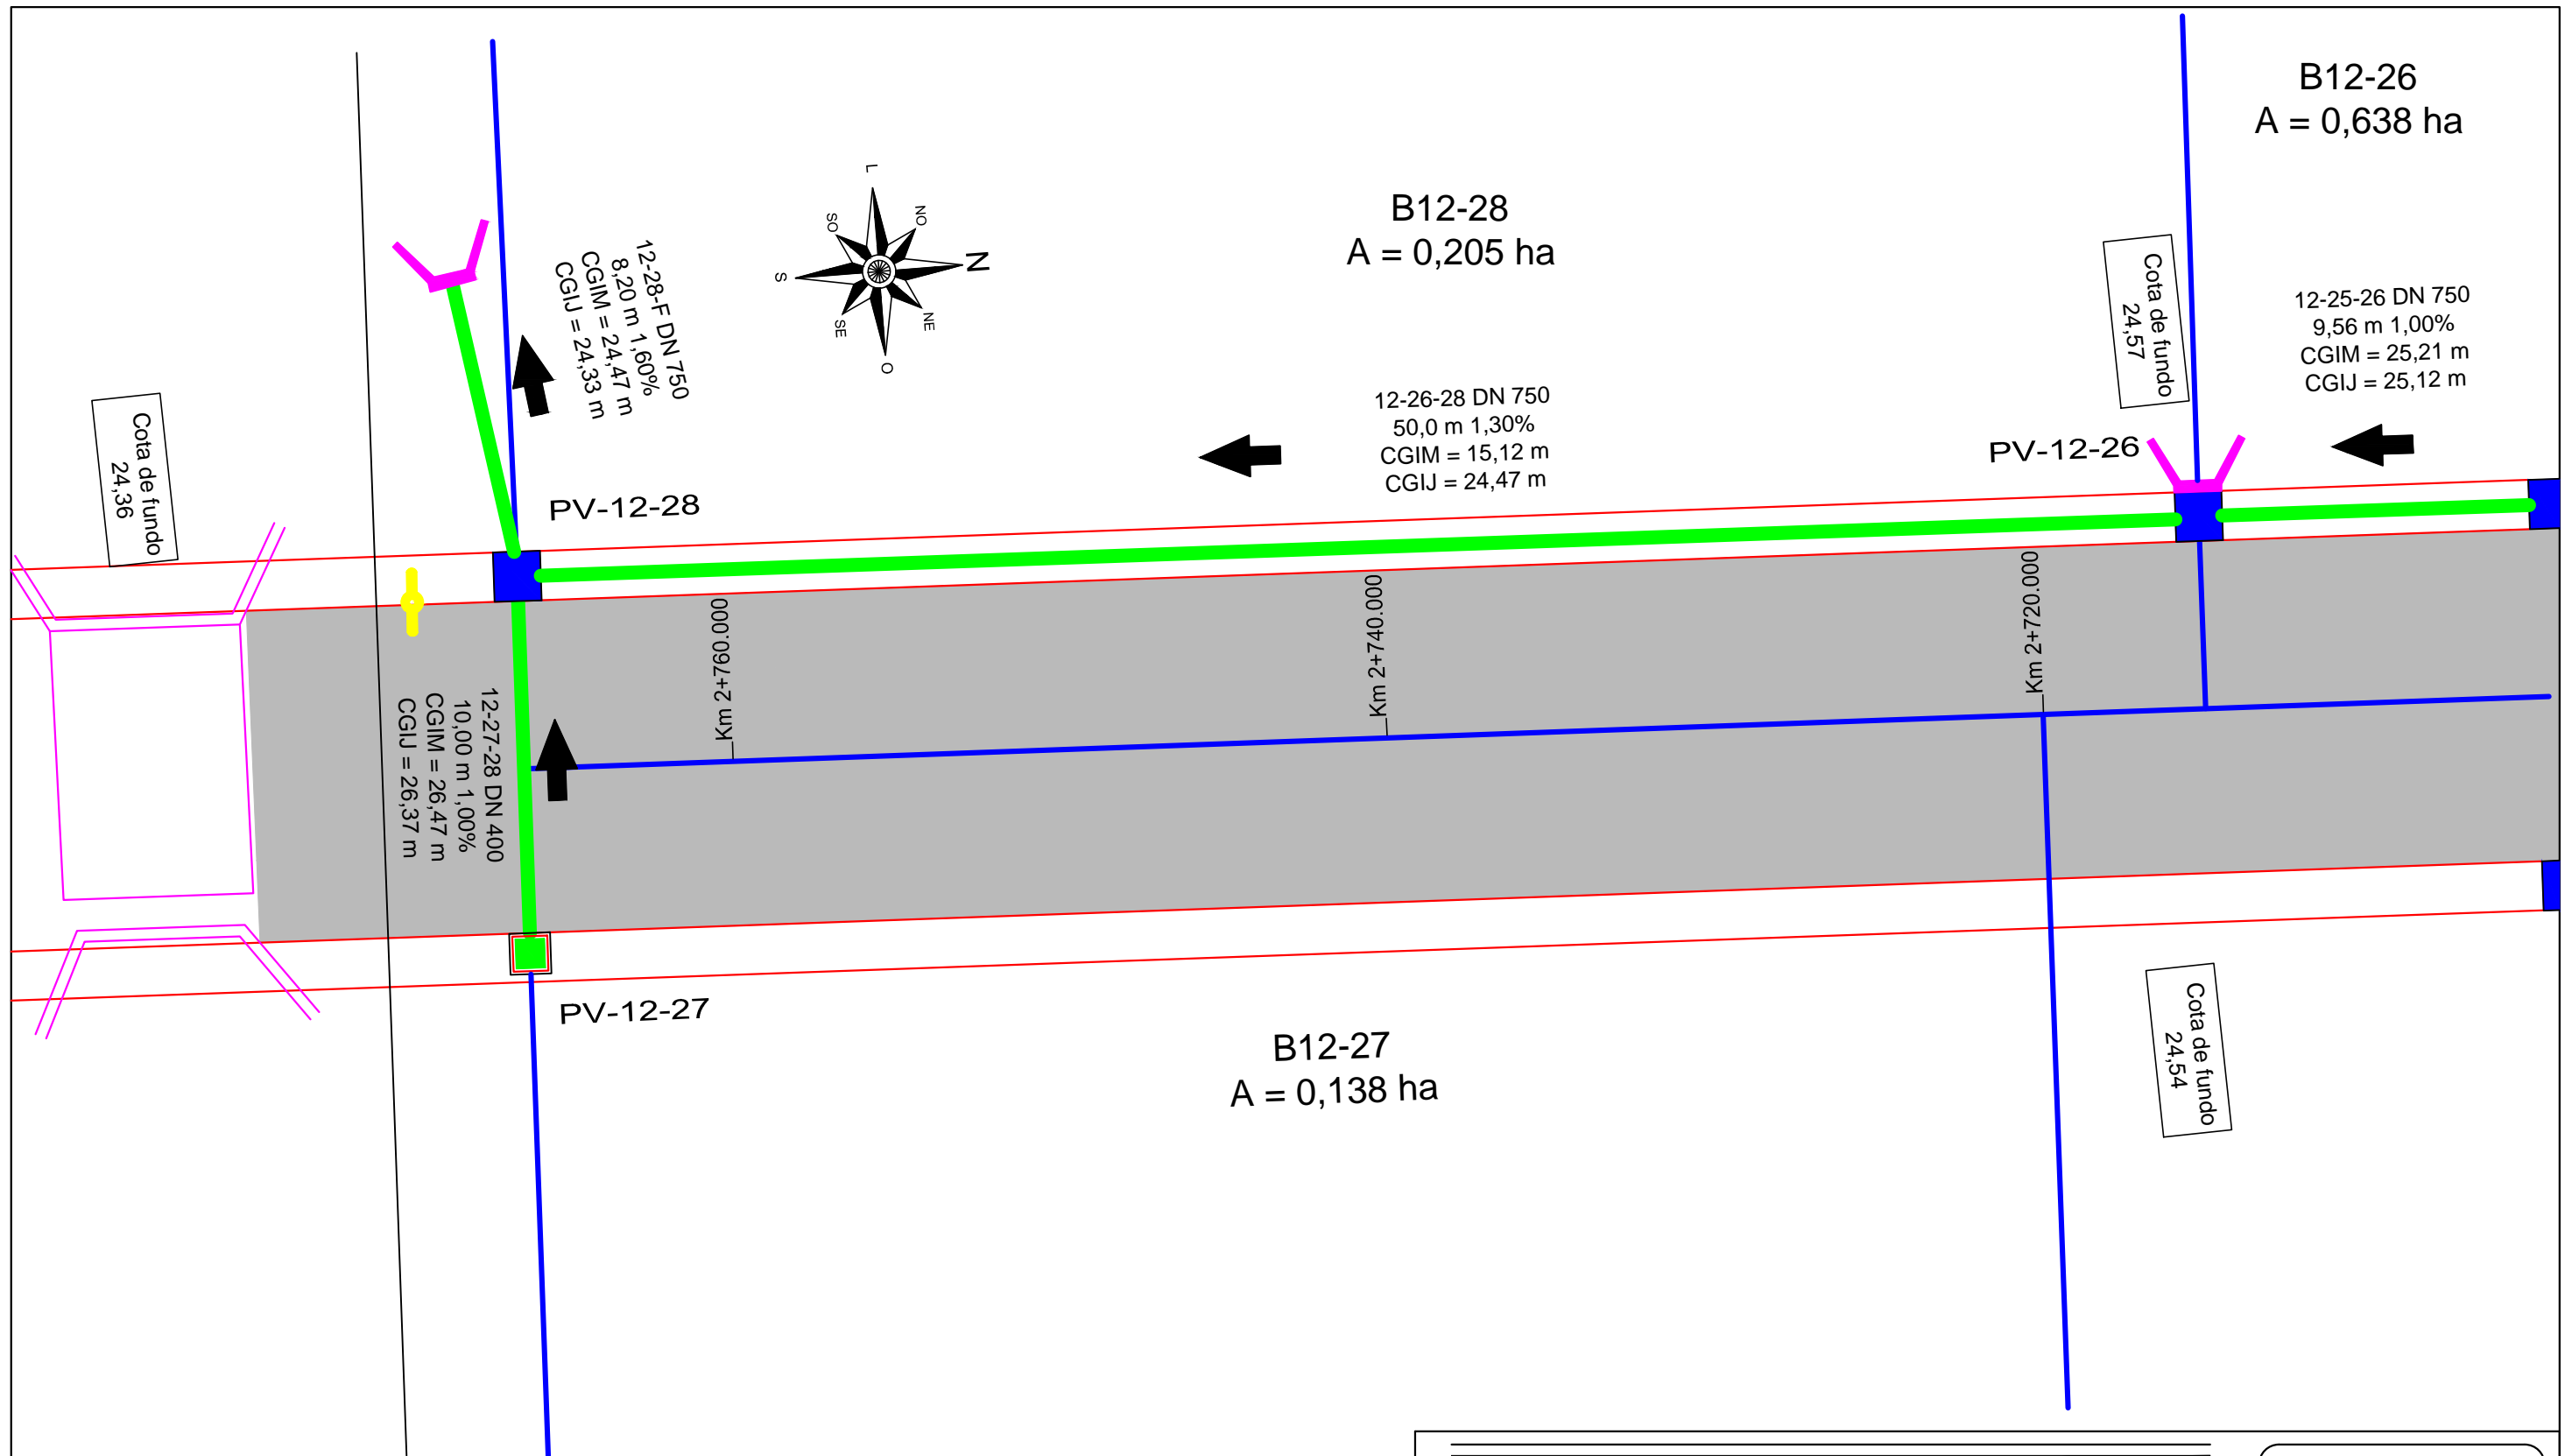 B12-26
A = 0,638 ha
B12-28
A = 0,205 ha
L
NO
N
NE
O
SE
S
SO
12-28-F DN 750
8,20 m 1,60%
CGIM = 24,47 m
CGIJ = 24,33 m
Cota de fundo
24,57
12-25-26 DN 750
9,56 m 1,00%
CGIM = 25,21 m
CGIJ = 25,12 m
12-26-28 DN 750
50,0 m 1,30%
CGIM = 15,12 m
CGIJ = 24,47 m
Cota de fundo
24,36
PV-12-26
PV-12-28
Km 2+760.000
Km 2+740.000
Km 2+720.000
12-27-28 DN 400
10,00 m 1,00%
CGIM = 26,47 m
CGIJ = 26,37 m
PV-12-27
B12-27
A = 0,138 ha
Cota de fundo
24,54